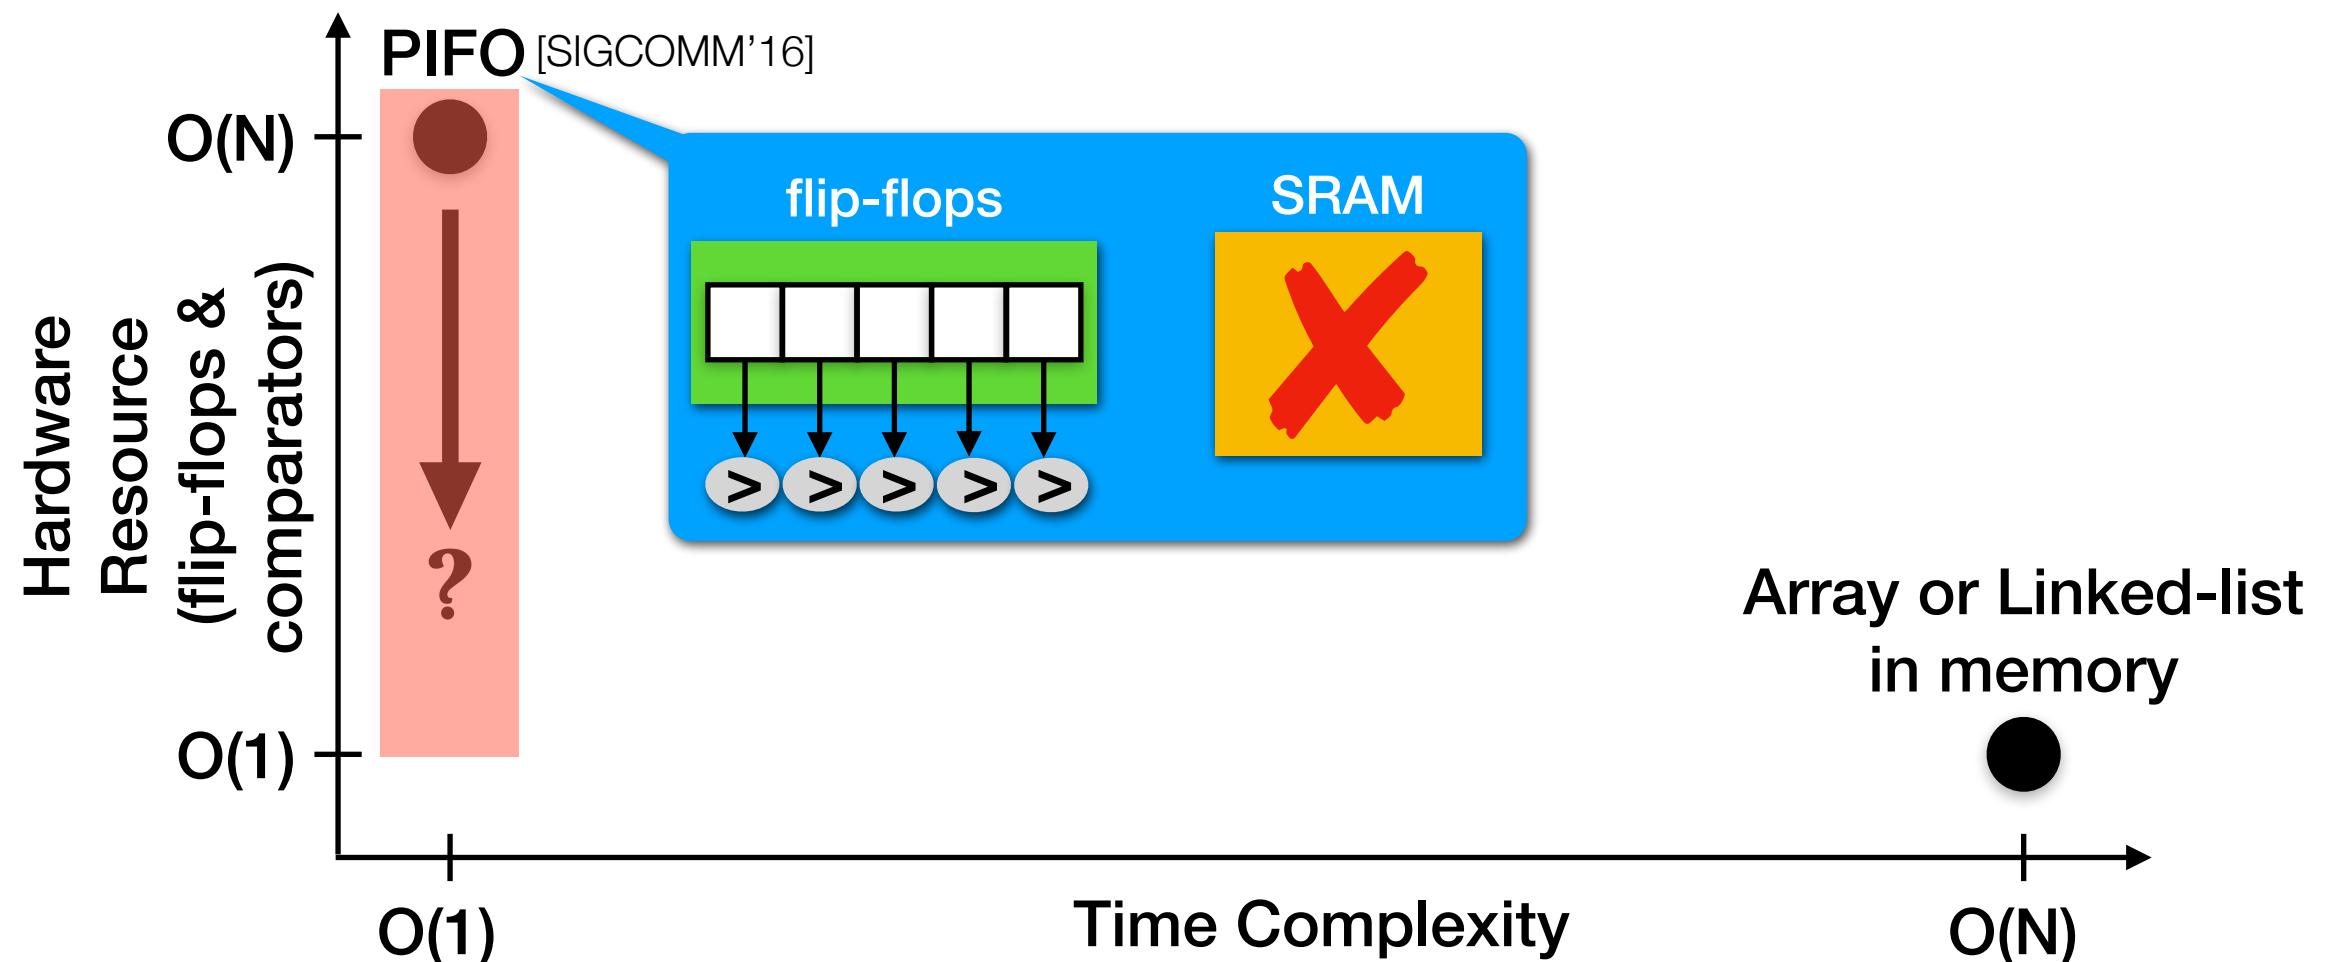 PIFO [SIGCOMM'16]
O(N)
Hardware
Resource
(flip-flops &
comparators)
?
flip-flops
SRAM
> > > > >
Array or Linked-list
in memory
O(1)
O(1)
Time Complexity
O(N)